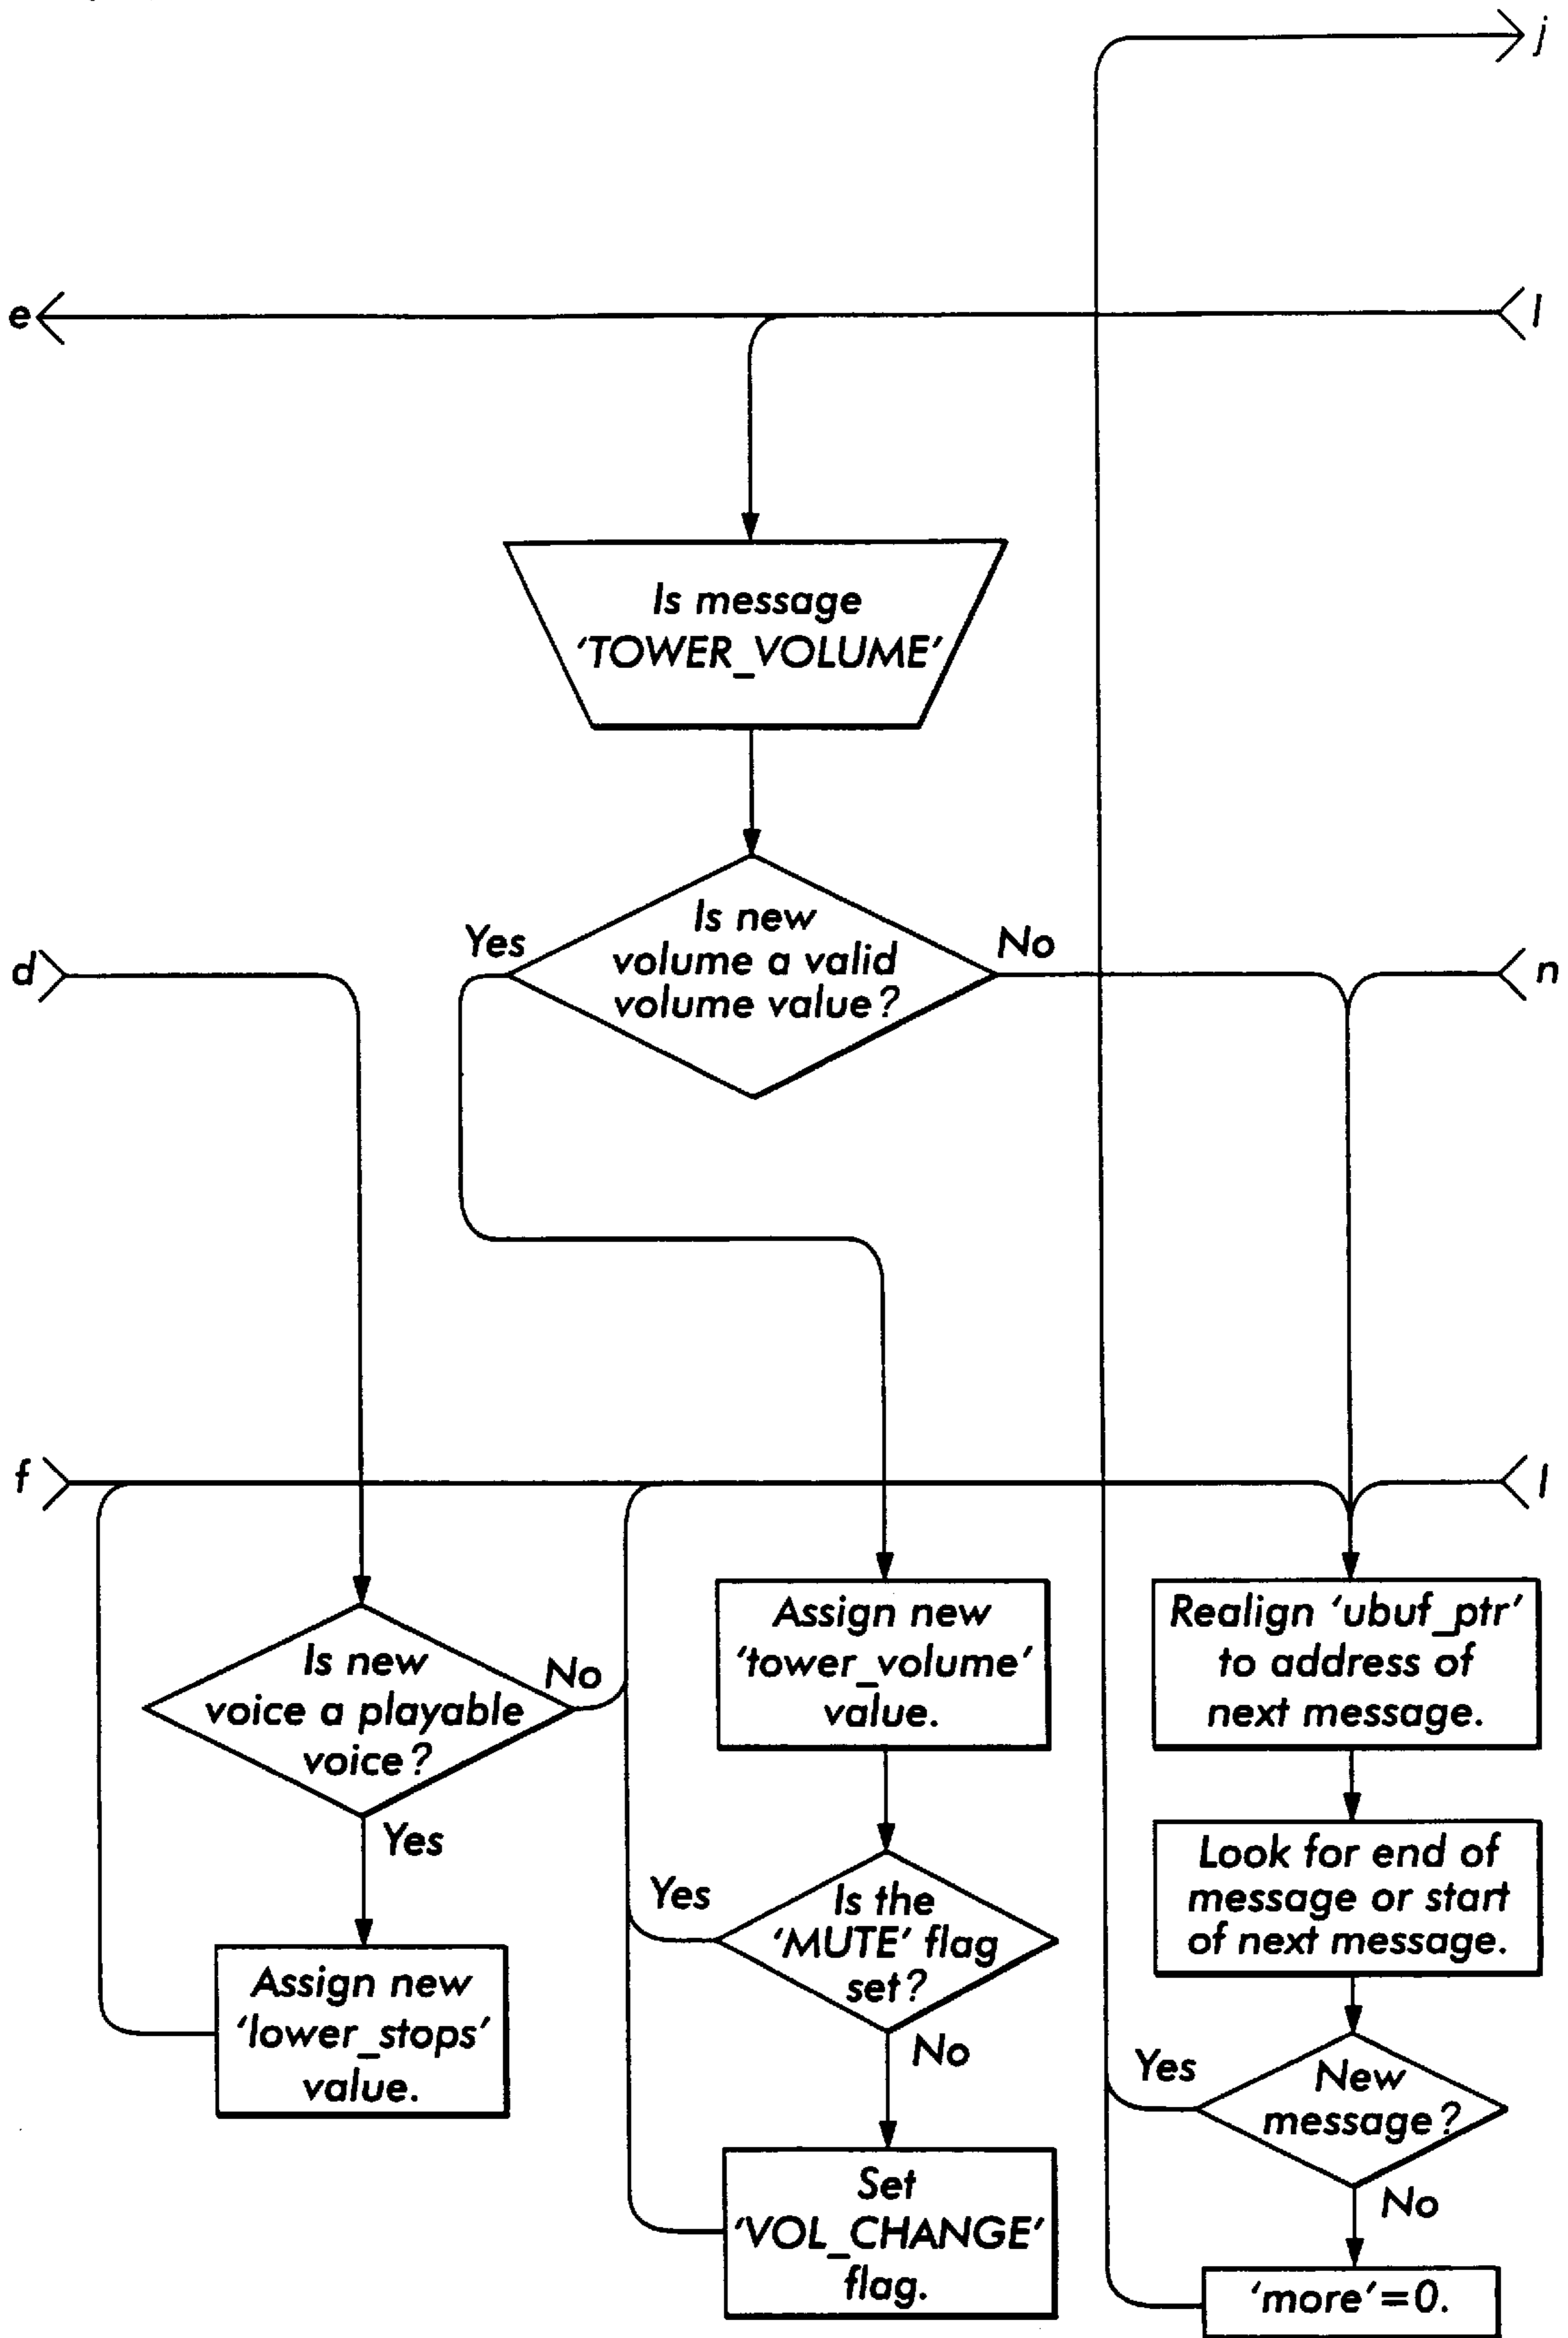 j
e
l
Is message
'TOWER_VOLUME'
Yes
Is new
volume a valid
volume value?
No
d
n
f
l
Is new
voice a playable
voice?
No
Yes
Assign new
'lower_stops'
value.
Assign new
'tower_volume'
value.
Yes
Is the
'MUTE' flag
set?
No
Set
'VOL_CHANGE'
flag.
Realign 'ubuf_ptr'
to address of
next message.
Look for end of
message or start
of next message.
Yes
New
message?
No
'more'=0.